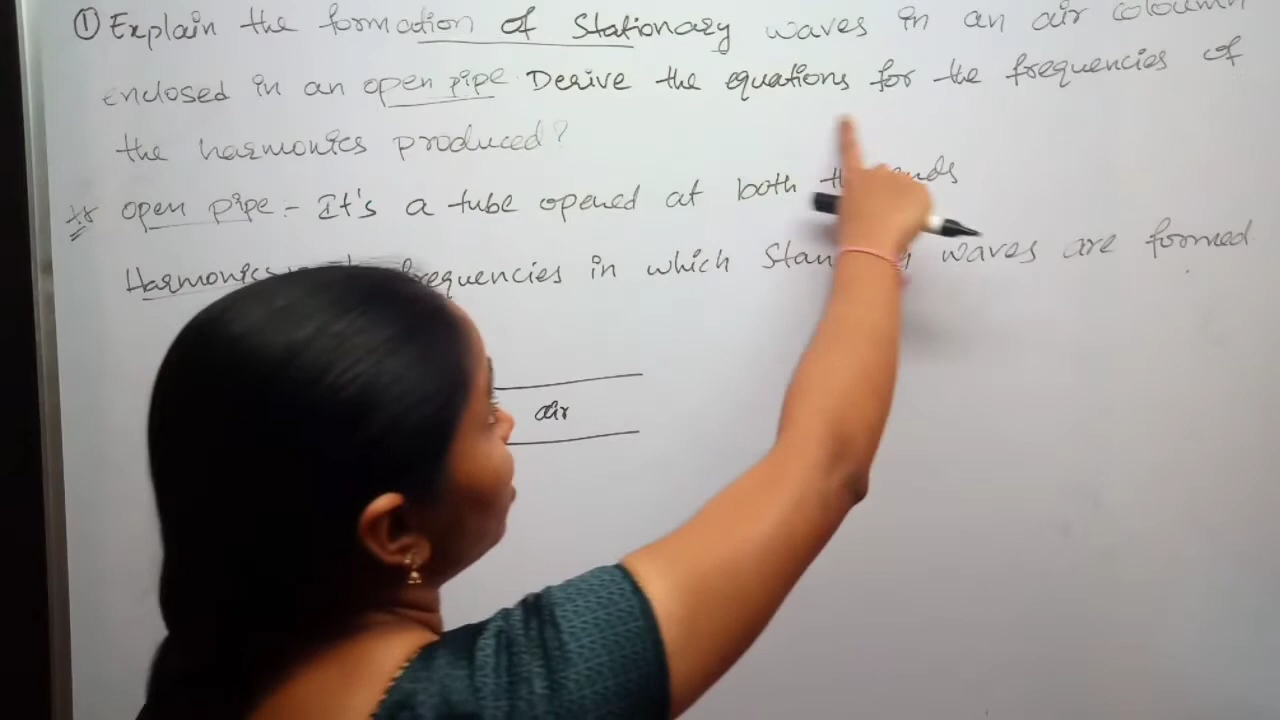 ① Explain the formation of Stationary waves in an air coloumn
enclosed in an open pipe Derive the equations for the frequencies of
the harmonics produced?
open pipe :- It's a tube opened at both ends
Harmonics frequencies in which waves are formed
air